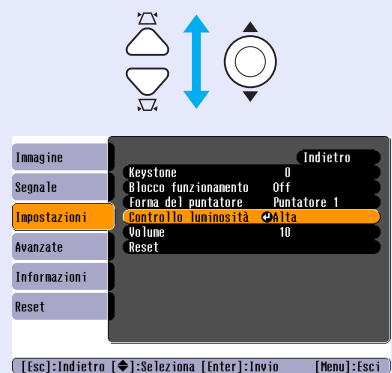 Immagine
Segnale
Impostazioni
Avanzate
Informazioni
Reset
Indietro
Keystone 0
Blocco funzionamento Off
Forma del puntatore Puntatore 1
Controllo luminosità Alta
Volume 10
Reset
[Esc]:Indietro [◆]:Seleziona [Enter]:Invio [Menu]:Esci